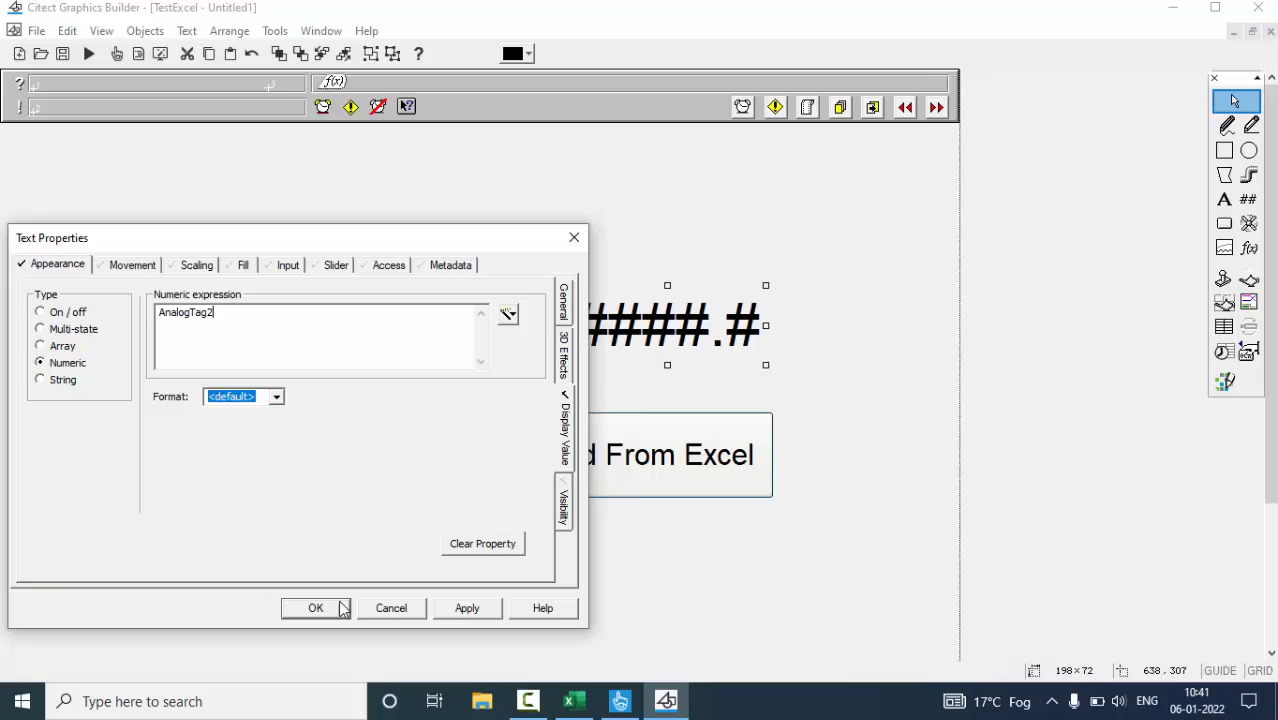 Citect Graphics Builder - [TestExcel - Untitled1]
File Edit View Objects Text Arrange Tools Window Help
?
? f(x)
!
Text Properties
Appearance Movement Scaling Fill Input Slider Access Metadata
Type
On / off
Multi-state
Array
Numeric
String
Numeric expression
AnalogTag2
Format: <default>
General
3D Effects
Display Value
Visibility
Clear Property
OK Cancel Apply Help
####.#
d From Excel
A ##
f(x)
198×72 638, 307 GUIDE GRID
Type here to search
17°C Fog ENG 10:41
06-01-2022